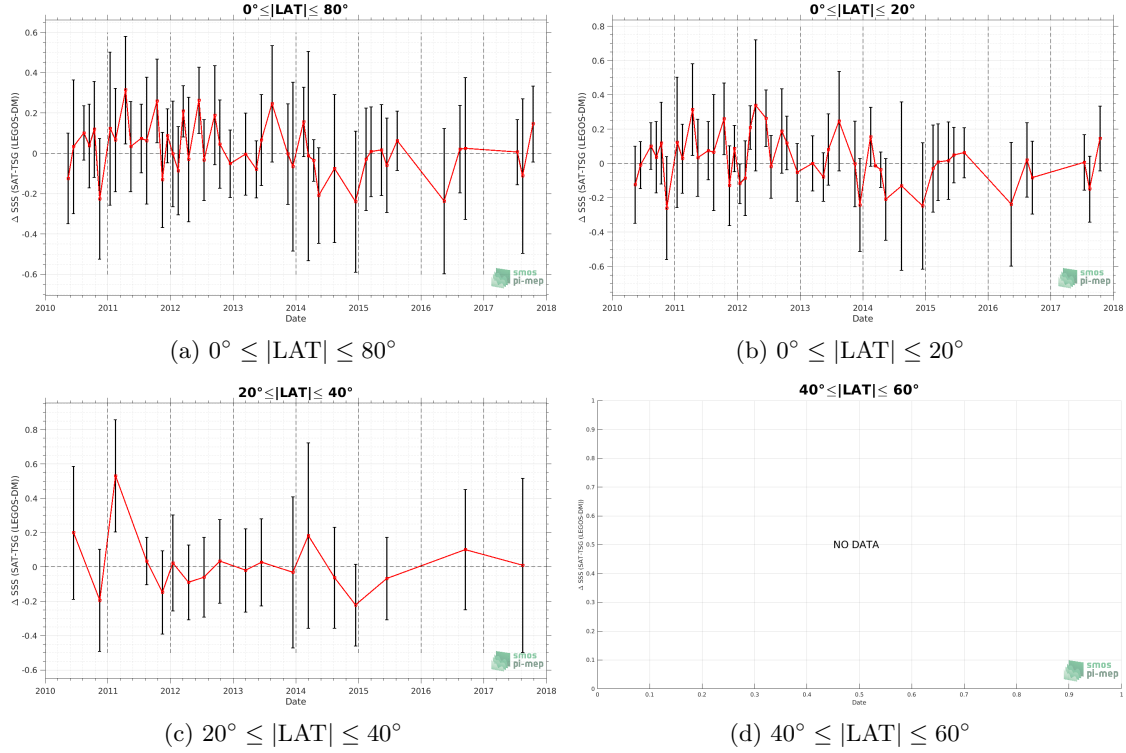 0°≤|LAT|≤ 80°
Δ SSS (SAT-TSG (LEGOS-DM))
0.6
0.4
0.2
0
-0.2
-0.4
-0.6
2010 2011 2012 2013 2014 2015 2016 2017 2018
Date
smos
pi-mep
(a) 0° ≤ |LAT| ≤ 80°
0°≤|LAT|≤ 20°
Δ SSS (SAT-TSG (LEGOS-DM))
0.8
0.6
0.4
0.2
0
-0.2
-0.4
-0.6
2010 2011 2012 2013 2014 2015 2016 2017 2018
Date
smos
pi-mep
(b) 0° ≤ |LAT| ≤ 20°
20°≤|LAT|≤ 40°
Δ SSS (SAT-TSG (LEGOS-DM))
0.8
0.6
0.4
0.2
0
-0.2
-0.4
-0.6
2010 2011 2012 2013 2014 2015 2016 2017 2018
Date
smos
pi-mep
(c) 20° ≤ |LAT| ≤ 40°
40°≤|LAT|≤ 60°
Δ SSS (SAT-TSG (LEGOS-DM))
1
0.9
0.8
0.7
0.6
0.5
0.4
0.3
0.2
0.1
0
NO DATA
0 0.1 0.2 0.3 0.4 0.5 0.6 0.7 0.8 0.9 1
Date
smos
pi-mep
(d) 40° ≤ |LAT| ≤ 60°